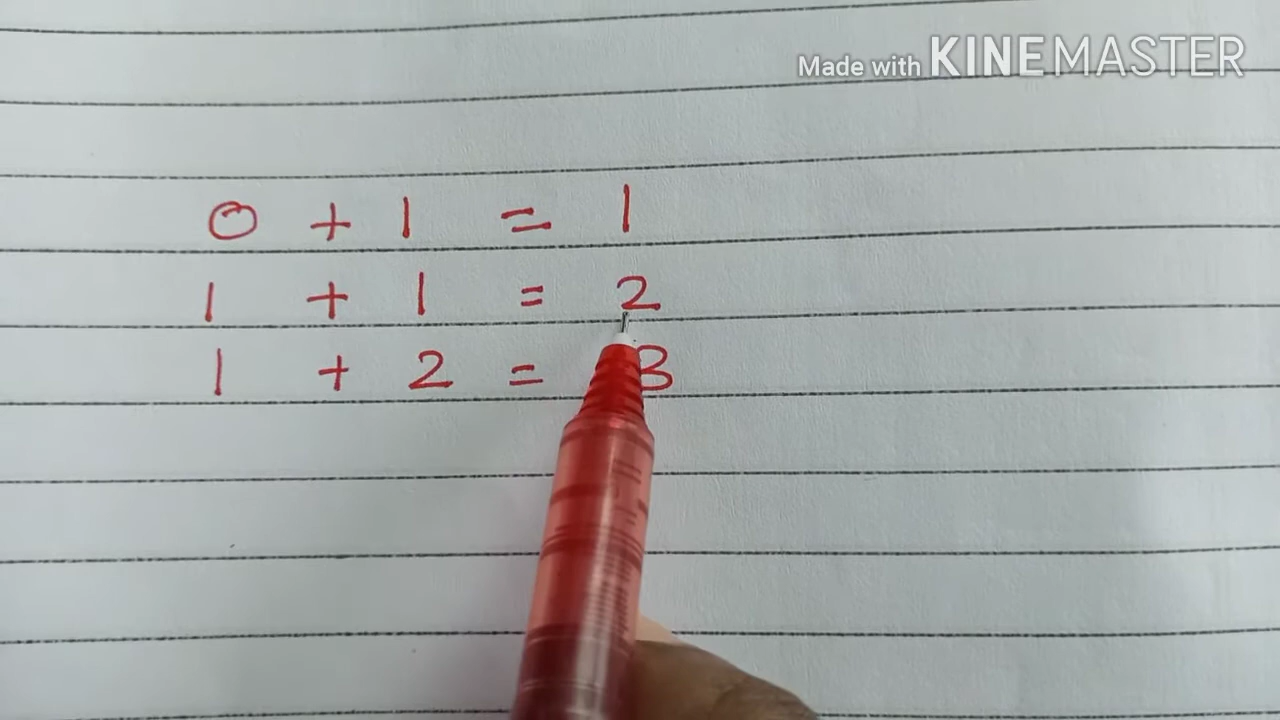 Made with KINEMASTER
0 + 1 = 1
1 + 1 = 2
1 + 2 = 3